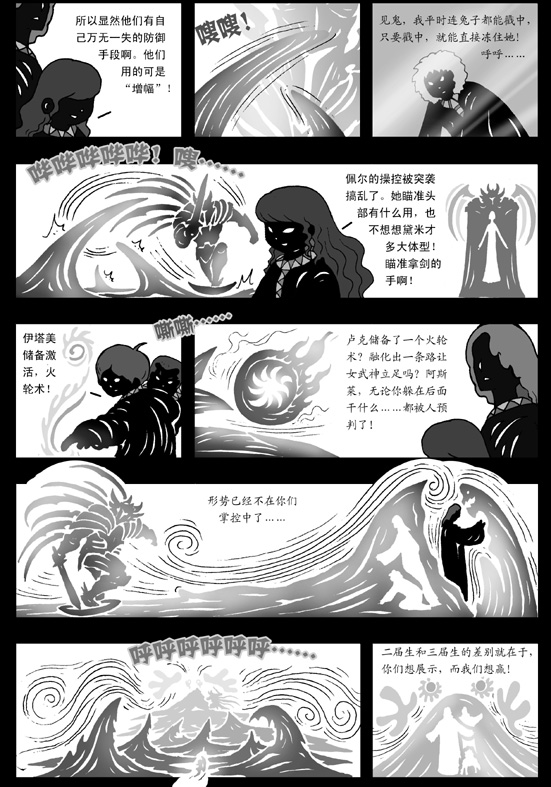 所以显然他们有自
己万无一失的防御
手段啊。他们
用的可是
“增幅”！
嗖嗖！
见鬼，我平时连兔子都能戳中，
只要戳中，就能直接冻住她！
呼呼……
哗哗哗哗哗！嗖……
佩尔的操控被突袭
搞乱了。她瞄准头
部有什么用，也
不想想黛米才
多大体型！
瞄准拿剑的
手啊！
伊塔美
储备激
活，火
轮术！
嘶嘶……
卢克储备了一个火轮
术？融化出一条路让
女武神立足吗？阿斯
莱，无论你躲在后面
干什么……都被人预
判了！
形势已经不在你们
掌控中了……
呼呼呼呼呼呼……
二届生和三届生的差别就在于，
你们想展示，而我们想赢！